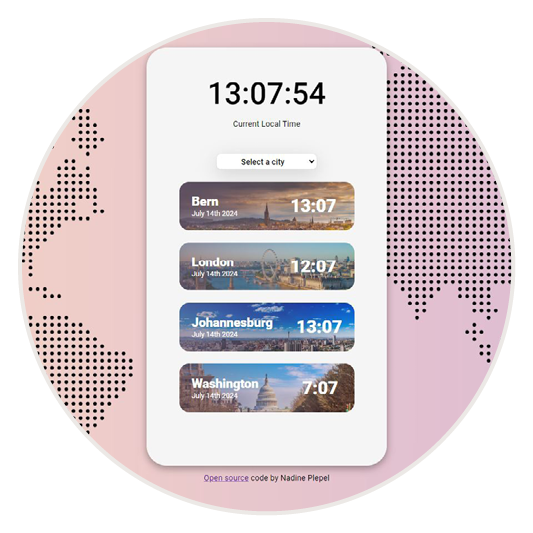 13:07:54
Current Local Time
Select a city
Bern
July 14th 2024
13:07
London
July 14th 2024
12:07
Johannesburg
July 14th 2024
13:07
Washington
July 14th 2024
7:07
Open source code by Nadine Plepel